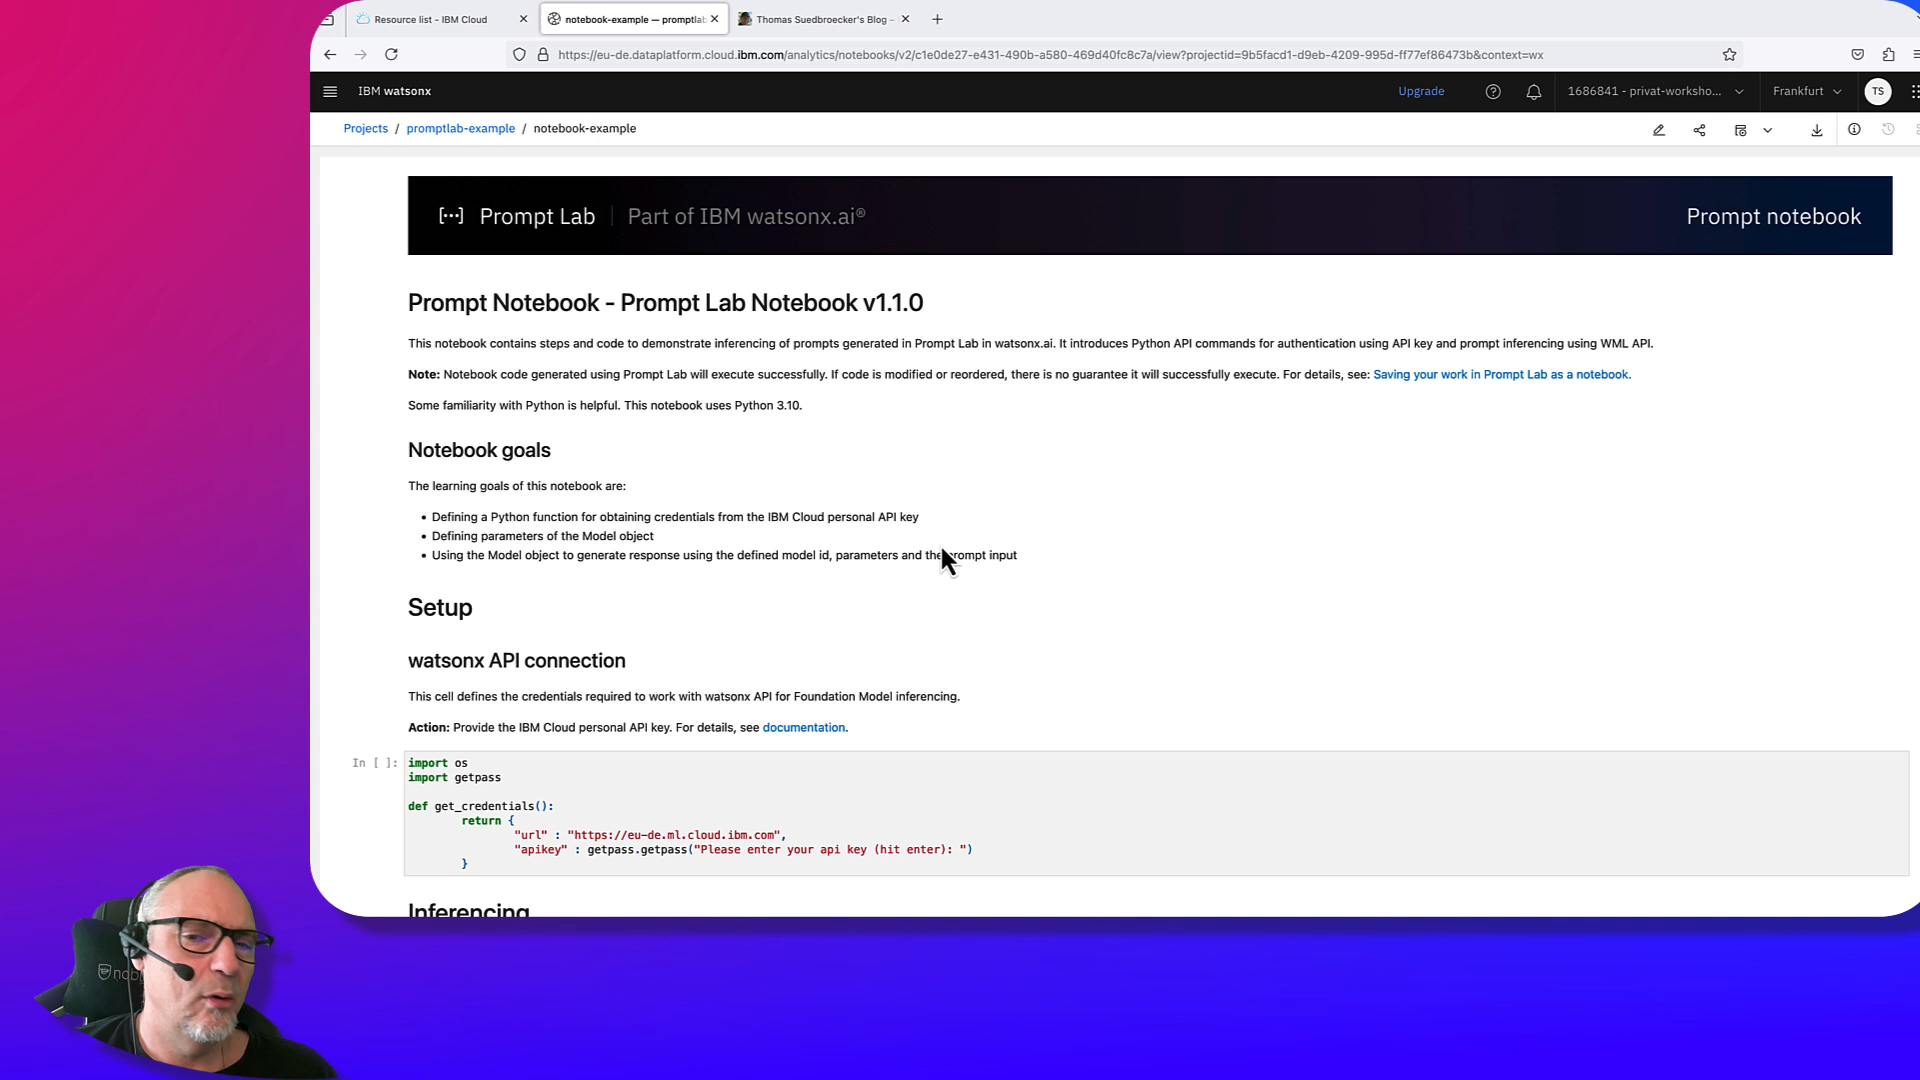 Resource list - IBM Cloud
notebook-example — promptlab
Thomas Suedbroecker's Blog –
https://eu-de.dataplatform.cloud.ibm.com/analytics/notebooks/v2/c1e0de27-e431-490b-a580-469d40fc8c7a/view?projectid=9b5facd1-d9eb-4209-995d-ff77ef86473b&context=wx
IBM watsonx
Upgrade
1686841 - privat-worksho...
Frankfurt
TS
Projects / promptlab-example / notebook-example
[···] Prompt Lab | Part of IBM watsonx.ai®
Prompt notebook
Prompt Notebook - Prompt Lab Notebook v1.1.0
This notebook contains steps and code to demonstrate inferencing of prompts generated in Prompt Lab in watsonx.ai. It introduces Python API commands for authentication using API key and prompt inferencing using WML API.
Note: Notebook code generated using Prompt Lab will execute successfully. If code is modified or reordered, there is no guarantee it will successfully execute. For details, see: Saving your work in Prompt Lab as a notebook.
Some familiarity with Python is helpful. This notebook uses Python 3.10.
Notebook goals
The learning goals of this notebook are:
• Defining a Python function for obtaining credentials from the IBM Cloud personal API key
• Defining parameters of the Model object
• Using the Model object to generate response using the defined model id, parameters and the prompt input
Setup
watsonx API connection
This cell defines the credentials required to work with watsonx API for Foundation Model inferencing.
Action: Provide the IBM Cloud personal API key. For details, see documentation.
In [ ]:
import os
import getpass
def get_credentials():
return {
"url" : "https://eu-de.ml.cloud.ibm.com",
"apikey" : getpass.getpass("Please enter your api key (hit enter): ")
}
Inferencing